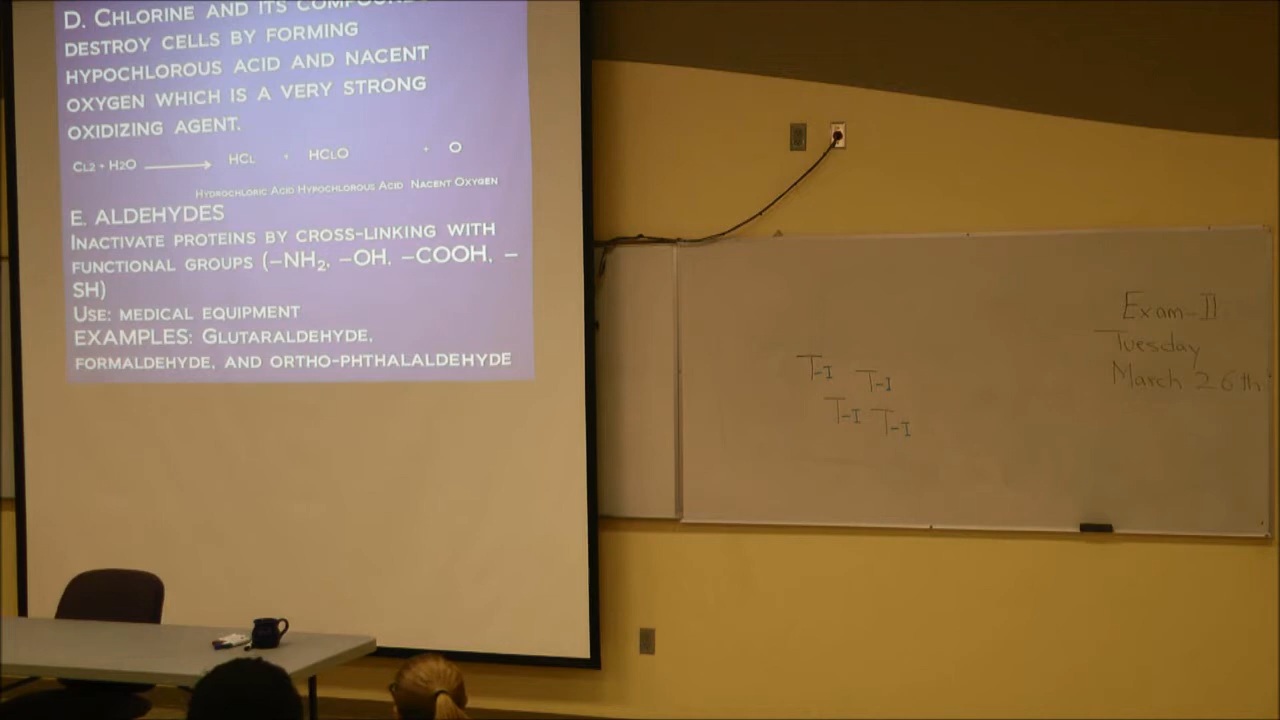 D. CHLORINE AND ITS COMPOUNDS
DESTROY CELLS BY FORMING
HYPOCHLOROUS ACID AND NACENT
OXYGEN WHICH IS A VERY STRONG
OXIDIZING AGENT.
CL2 + H2O ⟶ HCL + HCLO + O
HYDROCHLORIC ACID HYPOCHLOROUS ACID NACENT OXYGEN
E. ALDEHYDES
INACTIVATE PROTEINS BY CROSS-LINKING WITH
FUNCTIONAL GROUPS (–NH2, –OH, –COOH, –
SH)
USE: MEDICAL EQUIPMENT
EXAMPLES: GLUTARALDEHYDE,
FORMALDEHYDE, AND ORTHO-PHTHALALDEHYDE
T-I T-I
T-I T-I
Exam-II
Tuesday
March 26th